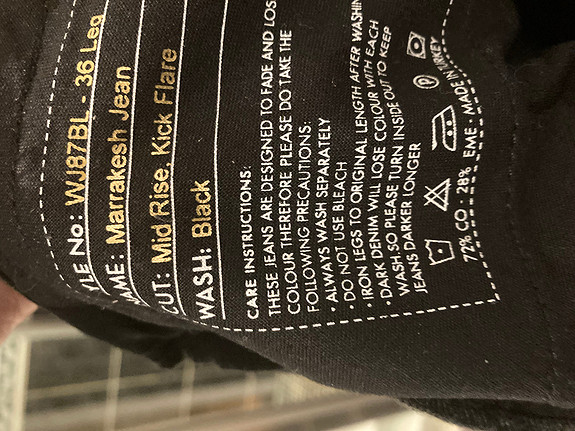 YLE No: WJ87BL - 36 Leg
AME: Marrakesh Jean
CUT: Mid Rise, Kick Flare
WASH: Black
CARE INSTRUCTIONS:
THESE JEANS ARE DESIGNED TO FADE AND LOS
COLOUR THEREFORE PLEASE DO TAKE THE
FOLLOWING PRECAUTIONS:
• ALWAYS WASH SEPARATELY
• DO NOT USE BLEACH
• IRON LEGS TO ORIGINAL LENGTH AFTER WASHIN
• DARK DENIM WILL LOSE COLOUR WITH EACH
WASH SO PLEASE TURN INSIDE OUT TO KEEP
JEANS DARKER LONGER
P
72% CO : 28% EME · MADE IN TURKEY